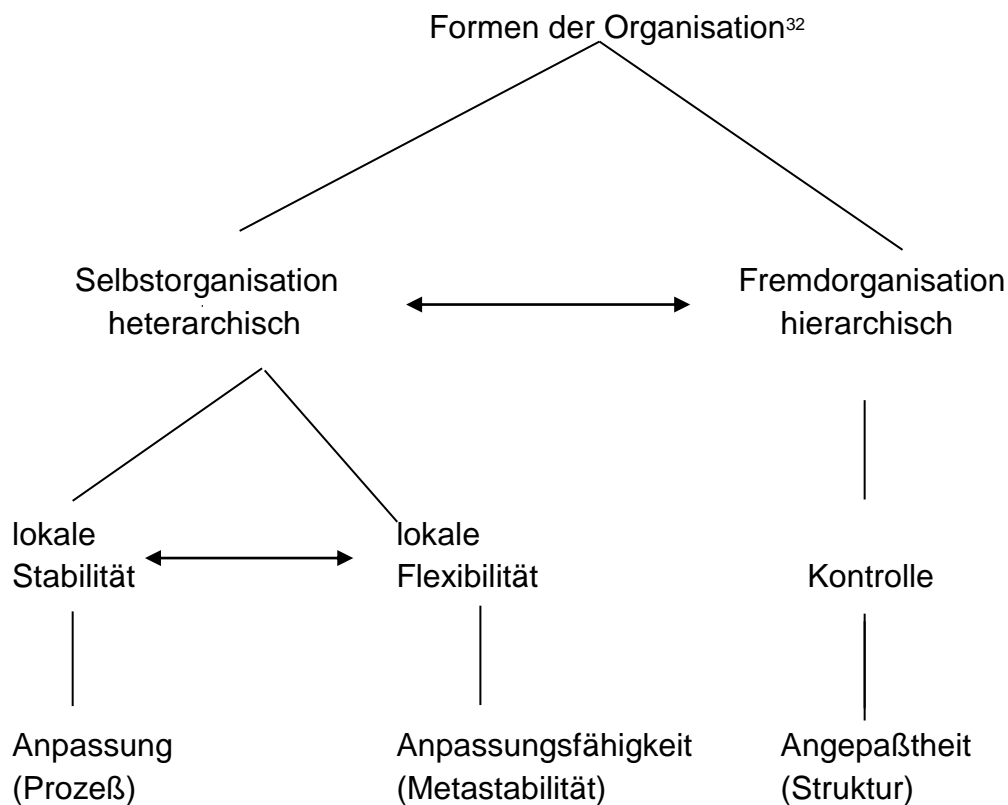 Formen der Organisation³²
Selbstorganisation
heterarchisch
Fremdorganisation
hierarchisch
lokale
Stabilität
lokale
Flexibilität
Kontrolle
Anpassung
(Prozeß)
Anpassungsfähigkeit
(Metastabilität)
Angepaßtheit
(Struktur)